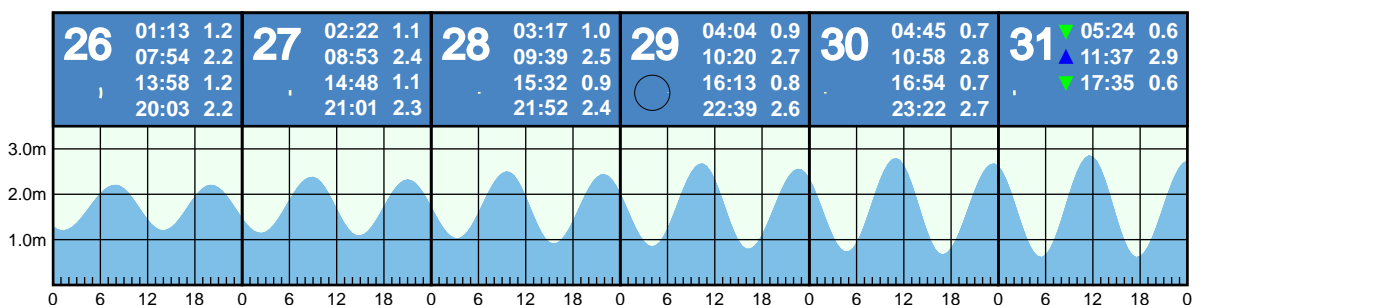 26 01:13 1.2
07:54 2.2
13:58 1.2
20:03 2.2
27 02:22 1.1
08:53 2.4
14:48 1.1
21:01 2.3
28 03:17 1.0
09:39 2.5
15:32 0.9
21:52 2.4
29 04:04 0.9
10:20 2.7
16:13 0.8
22:39 2.6
30 04:45 0.7
10:58 2.8
16:54 0.7
23:22 2.7
31 ▼ 05:24 0.6
▲ 11:37 2.9
▼ 17:35 0.6
3.0m
2.0m
1.0m
0 6 12 18 0 6 12 18 0 6 12 18 0 6 12 18 0 6 12 18 0 6 12 18 0